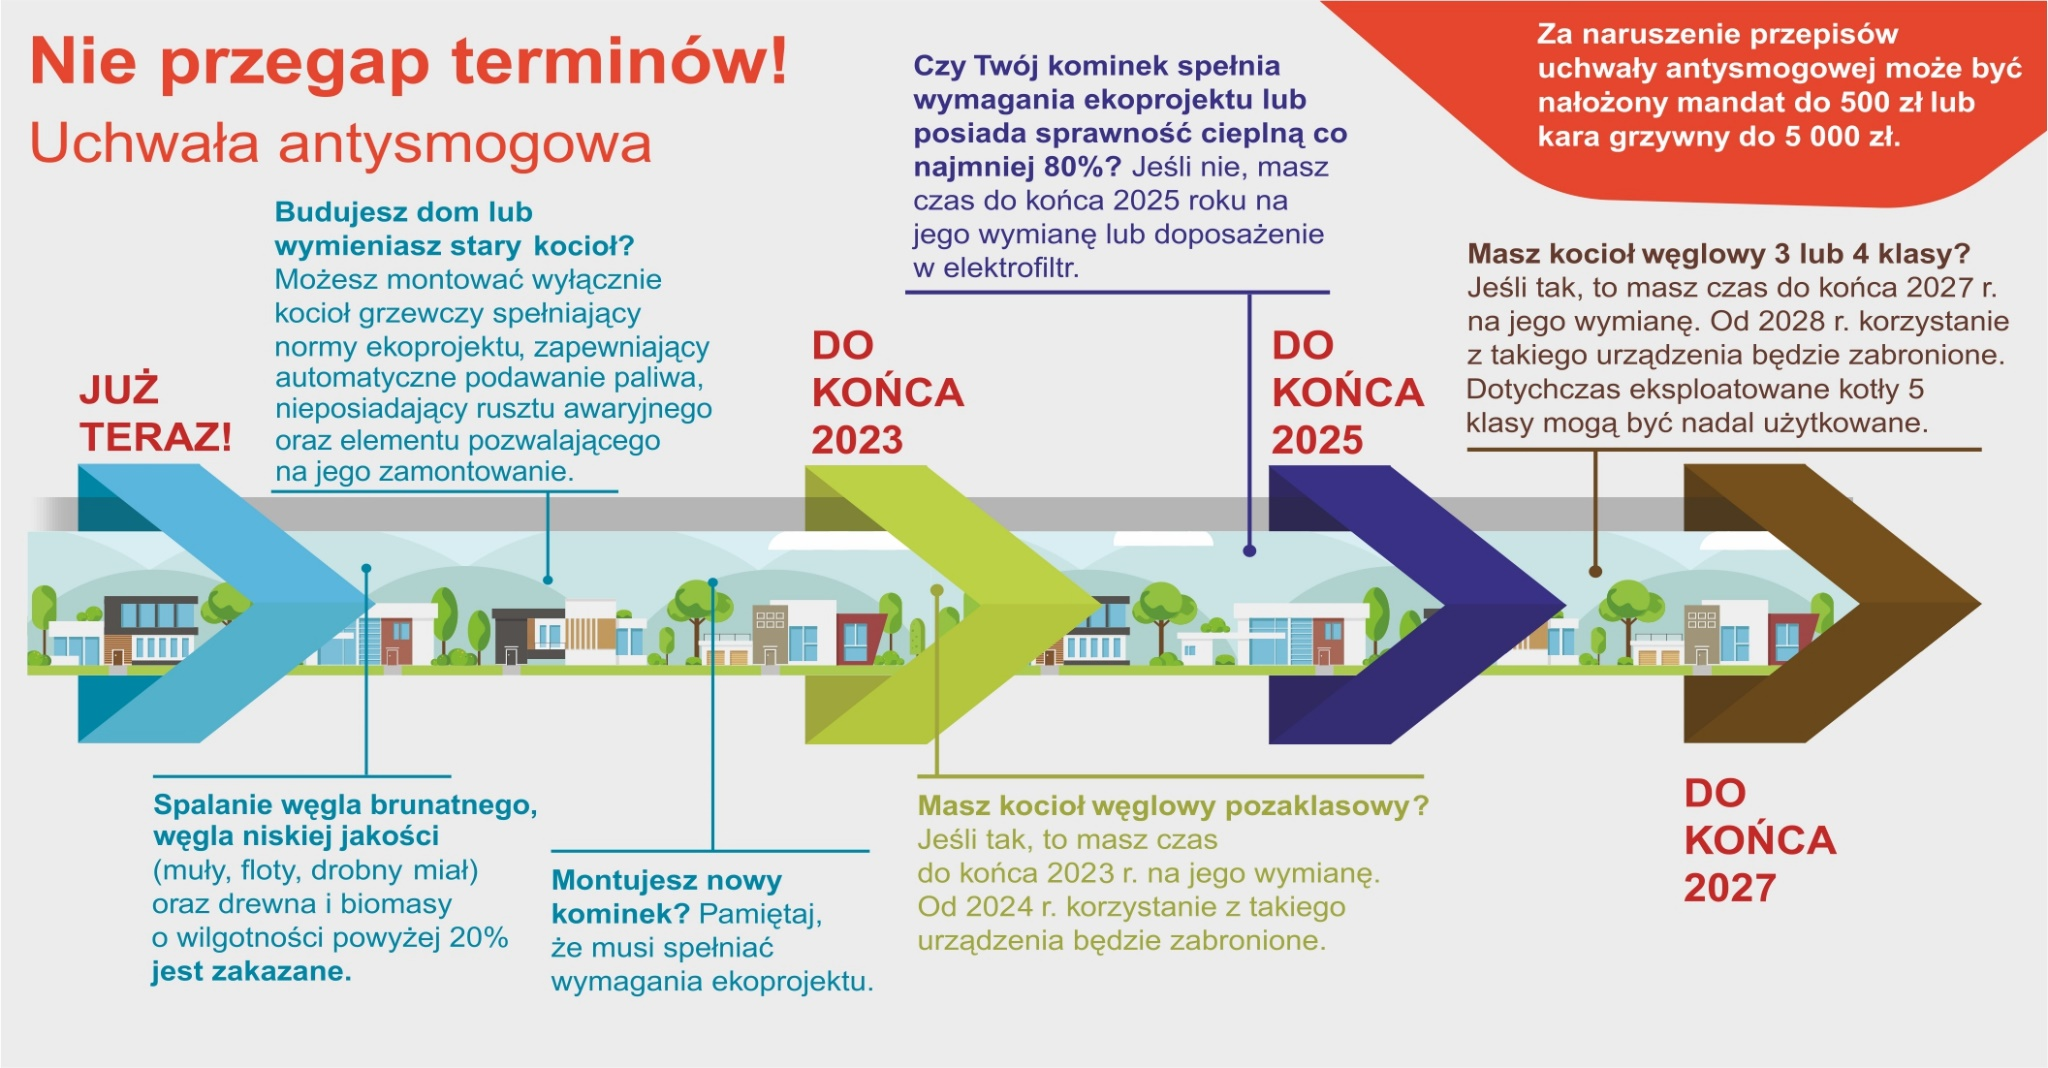 Nie przegap terminów!
Uchwała antysmogowa
Za naruszenie przepisów
uchwały antysmogowej może być
nałożony mandat do 500 zł lub
kara grzywny do 5 000 zł.
JUŻ
TERAZ!
Budujesz dom lub
wymieniasz stary kocioł?
Możesz montować wyłącznie
kocioł grzewczy spełniający
normy ekoprojektu, zapewniający
automatyczne podawanie paliwa,
nieposiadający rusztu awaryjnego
oraz elementu pozwalającego
na jego zamontowanie.
Spalanie węgla brunatnego,
węgla niskiej jakości
(muły, floty, drobny miał)
oraz drewna i biomasy
o wilgotności powyżej 20%
jest zakazane.
Montujesz nowy
kominek? Pamiętaj,
że musi spełniać
wymagania ekoprojektu.
DO
KOŃCA
2023
Masz kocioł węglowy pozaklasowy?
Jeśli tak, to masz czas
do końca 2023 r. na jego wymianę.
Od 2024 r. korzystanie z takiego
urządzenia będzie zabronione.
Czy Twój kominek spełnia
wymagania ekoprojektu lub
posiada sprawność cieplną co
najmniej 80%? Jeśli nie, masz
czas do końca 2025 roku na
jego wymianę lub doposażenie
w elektrofiltr.
DO
KOŃCA
2025
Masz kocioł węglowy 3 lub 4 klasy?
Jeśli tak, to masz czas do końca 2027 r.
na jego wymianę. Od 2028 r. korzystanie
z takiego urządzenia będzie zabronione.
Dotychczas eksploatowane kotły 5
klasy mogą być nadal użytkowane.
DO
KOŃCA
2027